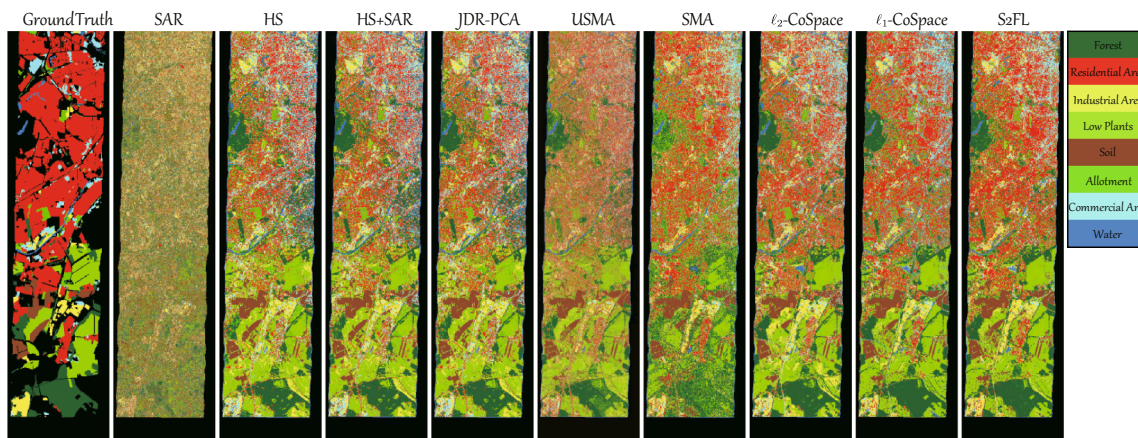 GroundTruth
SAR
HS
HS+SAR
JDR-PCA
USMA
SMA
ℓ₂-CoSpace
ℓ₁-CoSpace
S2FL
Forest
Residential Are
Industrial Are
Low Plants
Soil
Allotment
Commercial Ar
Water